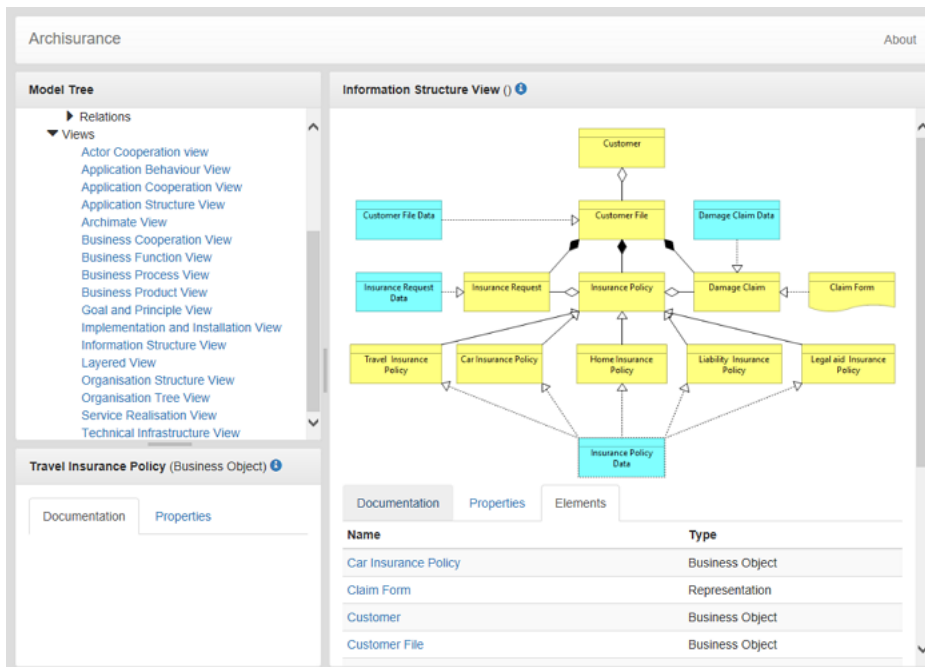 Archisurance
About
Model Tree
Relations
Views
Actor Cooperation view
Application Behaviour View
Application Cooperation View
Application Structure View
Archimate View
Business Cooperation View
Business Function View
Business Process View
Business Product View
Goal and Principle View
Implementation and Installation View
Information Structure View
Layered View
Organisation Structure View
Organisation Tree View
Service Realisation View
Technical Infrastructure View
Travel Insurance Policy (Business Object)
Documentation Properties
Information Structure View ()
Customer
Customer File Data
Customer File
Damage Claim Data
Insurance Request
Data
Insurance Request
Insurance Policy
Damage Claim
Claim Form
Travel Insurance
Policy
Car Insurance Policy
Home Insurance
Policy
Liability Insurance
Policy
Legal aid Insurance
Policy
Insurance Policy
Data
Documentation Properties Elements
Name Type
Car Insurance Policy Business Object
Claim Form Representation
Customer Business Object
Customer File Business Object